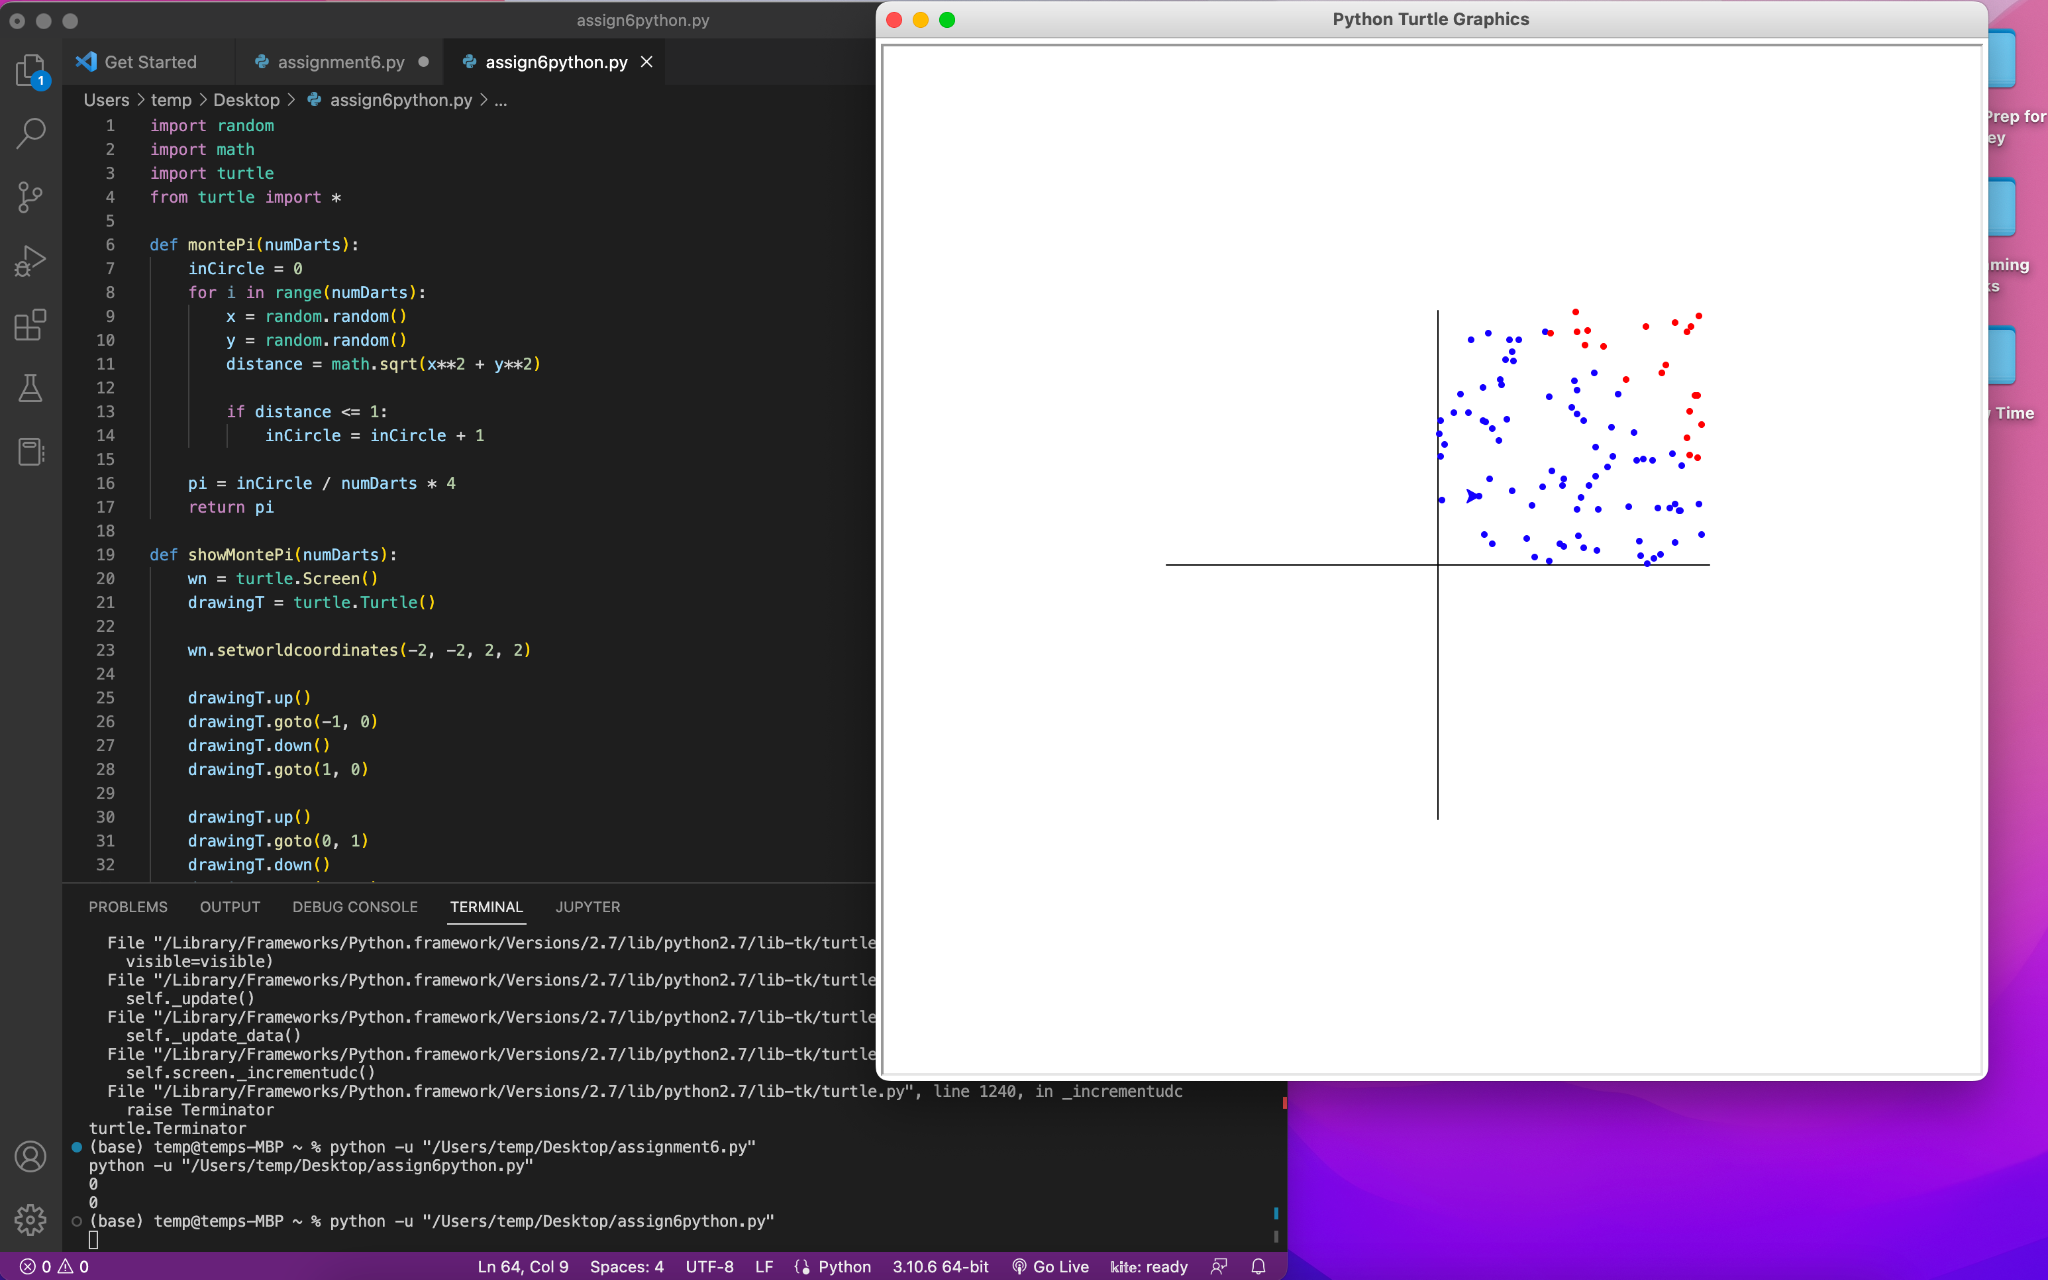 assign6python.py
Get Started
assignment6.py
assign6python.py
Users > temp > Desktop > assign6python.py > ...
1 import random
2 import math
3 import turtle
4 from turtle import *
5
6 def montePi(numDarts):
7 inCircle = 0
8 for i in range(numDarts):
9 x = random.random()
10 y = random.random()
11 distance = math.sqrt(x**2 + y**2)
12
13 if distance <= 1:
14 inCircle = inCircle + 1
15
16 pi = inCircle / numDarts * 4
17 return pi
18
19 def showMontePi(numDarts):
20 wn = turtle.Screen()
21 drawingT = turtle.Turtle()
22
23 wn.setworldcoordinates(-2, -2, 2, 2)
24
25 drawingT.up()
26 drawingT.goto(-1, 0)
27 drawingT.down()
28 drawingT.goto(1, 0)
29
30 drawingT.up()
31 drawingT.goto(0, 1)
32 drawingT.down()
1
PROBLEMS OUTPUT DEBUG CONSOLE TERMINAL JUPYTER
File "/Library/Frameworks/Python.framework/Versions/2.7/lib/python2.7/lib-tk/turtle
visible=visible)
File "/Library/Frameworks/Python.framework/Versions/2.7/lib/python2.7/lib-tk/turtle
self._update()
File "/Library/Frameworks/Python.framework/Versions/2.7/lib/python2.7/lib-tk/turtle
self._update_data()
File "/Library/Frameworks/Python.framework/Versions/2.7/lib/python2.7/lib-tk/turtle
self.screen._incrementudc()
File "/Library/Frameworks/Python.framework/Versions/2.7/lib/python2.7/lib-tk/turtle.py", line 1240, in _incrementudc
raise Terminator
turtle.Terminator
(base) temp@temps-MBP ~ % python -u "/Users/temp/Desktop/assignment6.py"
python -u "/Users/temp/Desktop/assign6python.py"
0
0
(base) temp@temps-MBP ~ % python -u "/Users/temp/Desktop/assign6python.py"
0 0 Ln 64, Col 9 Spaces: 4 UTF-8 LF Python 3.10.6 64-bit Go Live kite: ready
Python Turtle Graphics
Prep for
ey
ming
ks
Time